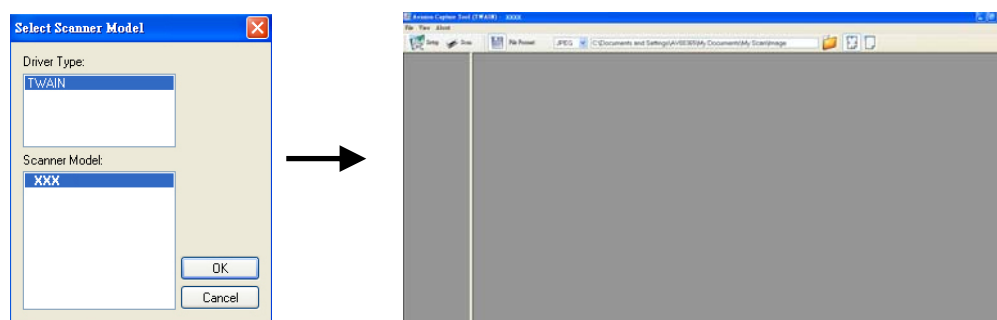 Select Scanner Model
Driver Type:
TWAIN
Scanner Model:
XXX
OK
Cancel
Avision Capture Tool (TWAIN) XXXX
File View About
Setup Scan File Format JPEG C:\Documents and Settings\AV00305\My Documents\My Scan\Image